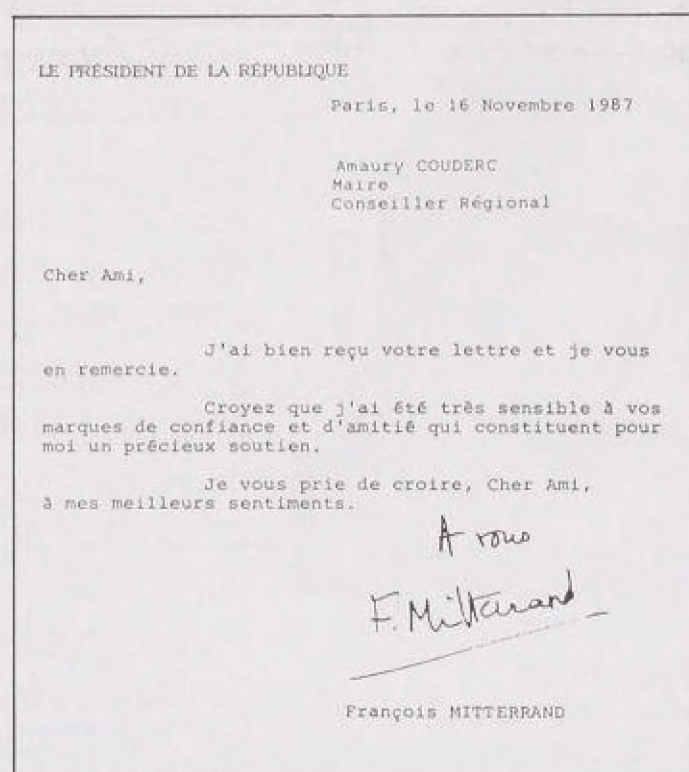 LE PRÉSIDENT DE LA RÉPUBLIQUE
Paris, le 16 Novembre 1987
Amaury COUDERC
Maire
Conseiller Régional
Cher Ami,
J'ai bien reçu votre lettre et je vous
en remercie.
Croyez que j'ai été très sensible à vos
marques de confiance et d'amitié qui constituent pour
moi un précieux soutien.
Je vous prie de croire, Cher Ami,
à mes meilleurs sentiments.
A vous
F. Mitterrand
François MITTERRAND